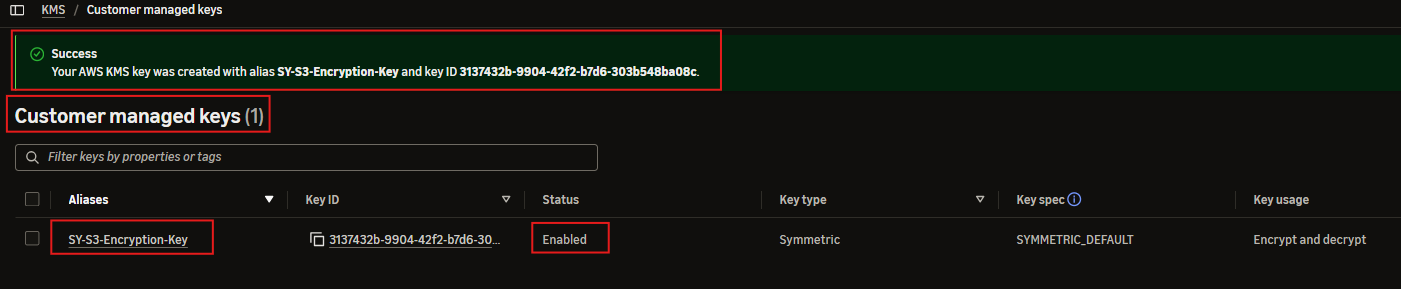 KMS / Customer managed keys
Success
Your AWS KMS key was created with alias SY-S3-Encryption-Key and key ID 3137432b-9904-42f2-b7d6-303b548ba08c.
Customer managed keys (1)
Filter keys by properties or tags
Aliases Key ID Status Key type Key spec Key usage
SY-S3-Encryption-Key 3137432b-9904-42f2-b7d6-30... Enabled Symmetric SYMMETRIC_DEFAULT Encrypt and decrypt